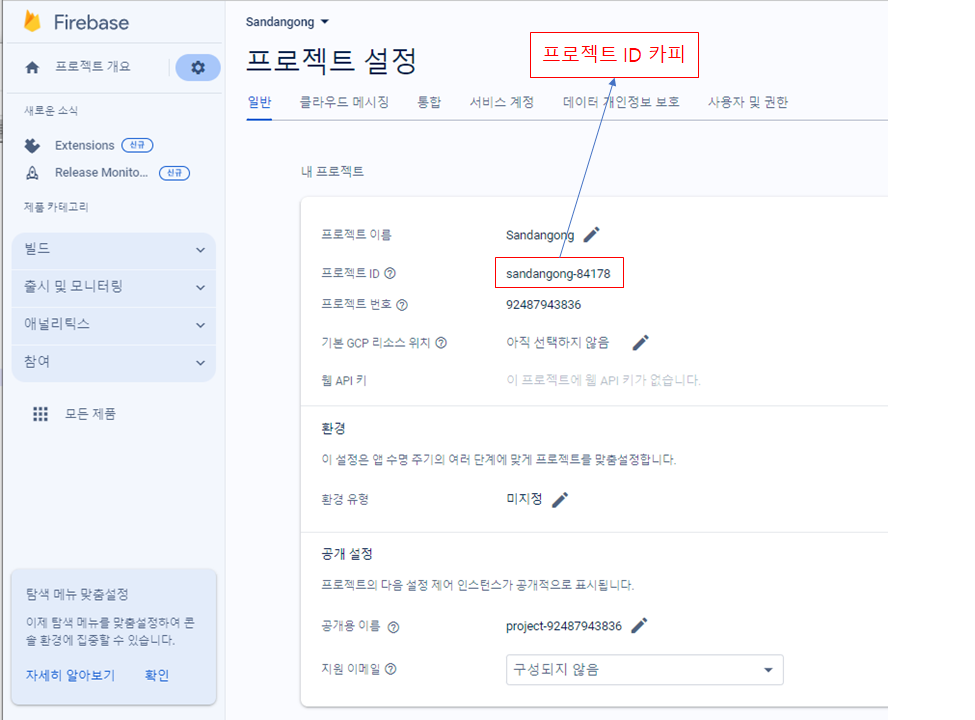 Firebase
프로젝트 개요
새로운 소식
Extensions 신규
Release Monito... 신규
제품 카테고리
빌드
출시 및 모니터링
애널리틱스
참여
모든 제품
탐색 메뉴 맞춤설정
이제 탐색 메뉴를 맞춤설정하여 콘
솔 환경에 집중할 수 있습니다.
자세히 알아보기 확인
Sandangong
프로젝트 설정
프로젝트 ID 카피
일반 클라우드 메시징 통합 서비스 계정 데이터 개인정보 보호 사용자 및 권한
내 프로젝트
프로젝트 이름 Sandangong
프로젝트 ID sandangong-84178
프로젝트 번호 92487943836
기본 GCP 리소스 위치 아직 선택하지 않음
웹 API 키 이 프로젝트에 웹 API 키가 없습니다.
환경
이 설정은 앱 수명 주기의 여러 단계에 맞게 프로젝트를 맞춤설정합니다.
환경 유형 미지정
공개 설정
프로젝트의 다음 설정 제어 인스턴스가 공개적으로 표시됩니다.
공개용 이름 project-92487943836
지원 이메일 구성되지 않음